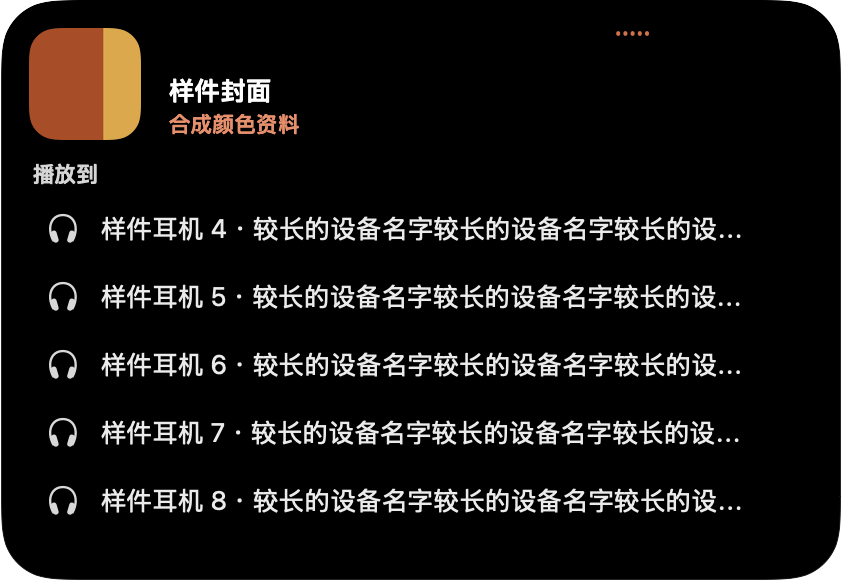 样件封面
合成颜色资料
播放到
样件耳机 4 · 较长的设备名字较长的设备名字较长的设…
样件耳机 5 · 较长的设备名字较长的设备名字较长的设…
样件耳机 6 · 较长的设备名字较长的设备名字较长的设…
样件耳机 7 · 较长的设备名字较长的设备名字较长的设…
样件耳机 8 · 较长的设备名字较长的设备名字较长的设…